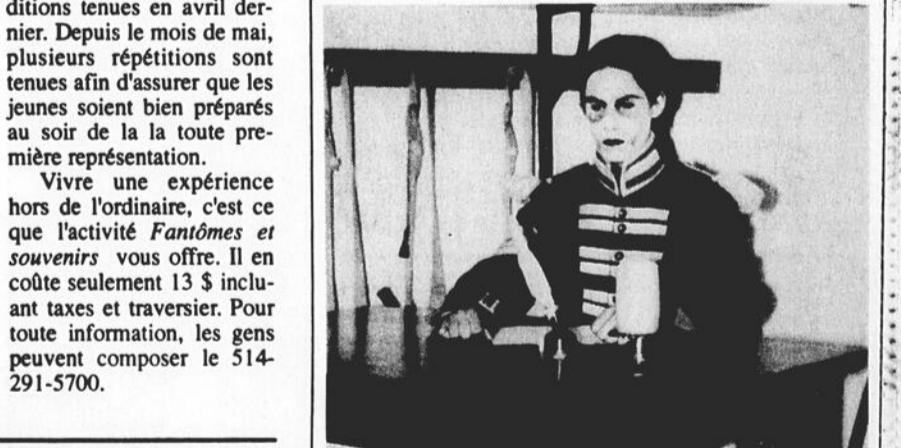 ditions tenues en avril der-
nier. Depuis le mois de mai,
plusieurs répétitions sont
tenues afin d'assurer que les
jeunes soient bien préparés
au soir de la la toute pre-
mière représentation.
Vivre une expérience
hors de l'ordinaire, c'est ce
que l'activité Fantômes et
souvenirs vous offre. Il en
coûte seulement 13 $ inclu-
ant taxes et traversier. Pour
toute information, les gens
peuvent composer le 514-
291-5700.